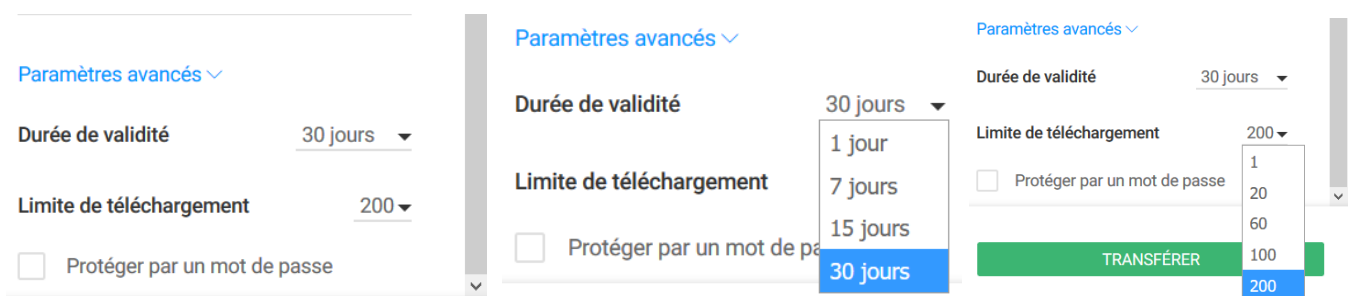 Paramètres avancés
Durée de validité 30 jours
Limite de téléchargement 200
Protéger par un mot de passe
Paramètres avancés
Durée de validité 30 jours
1 jour
7 jours
15 jours
30 jours
Limite de téléchargement
Protéger par un mot de pa
Paramètres avancés
Durée de validité 30 jours
Limite de téléchargement 200
1
20
60
100
200
Protéger par un mot de passe
TRANSFÉRER